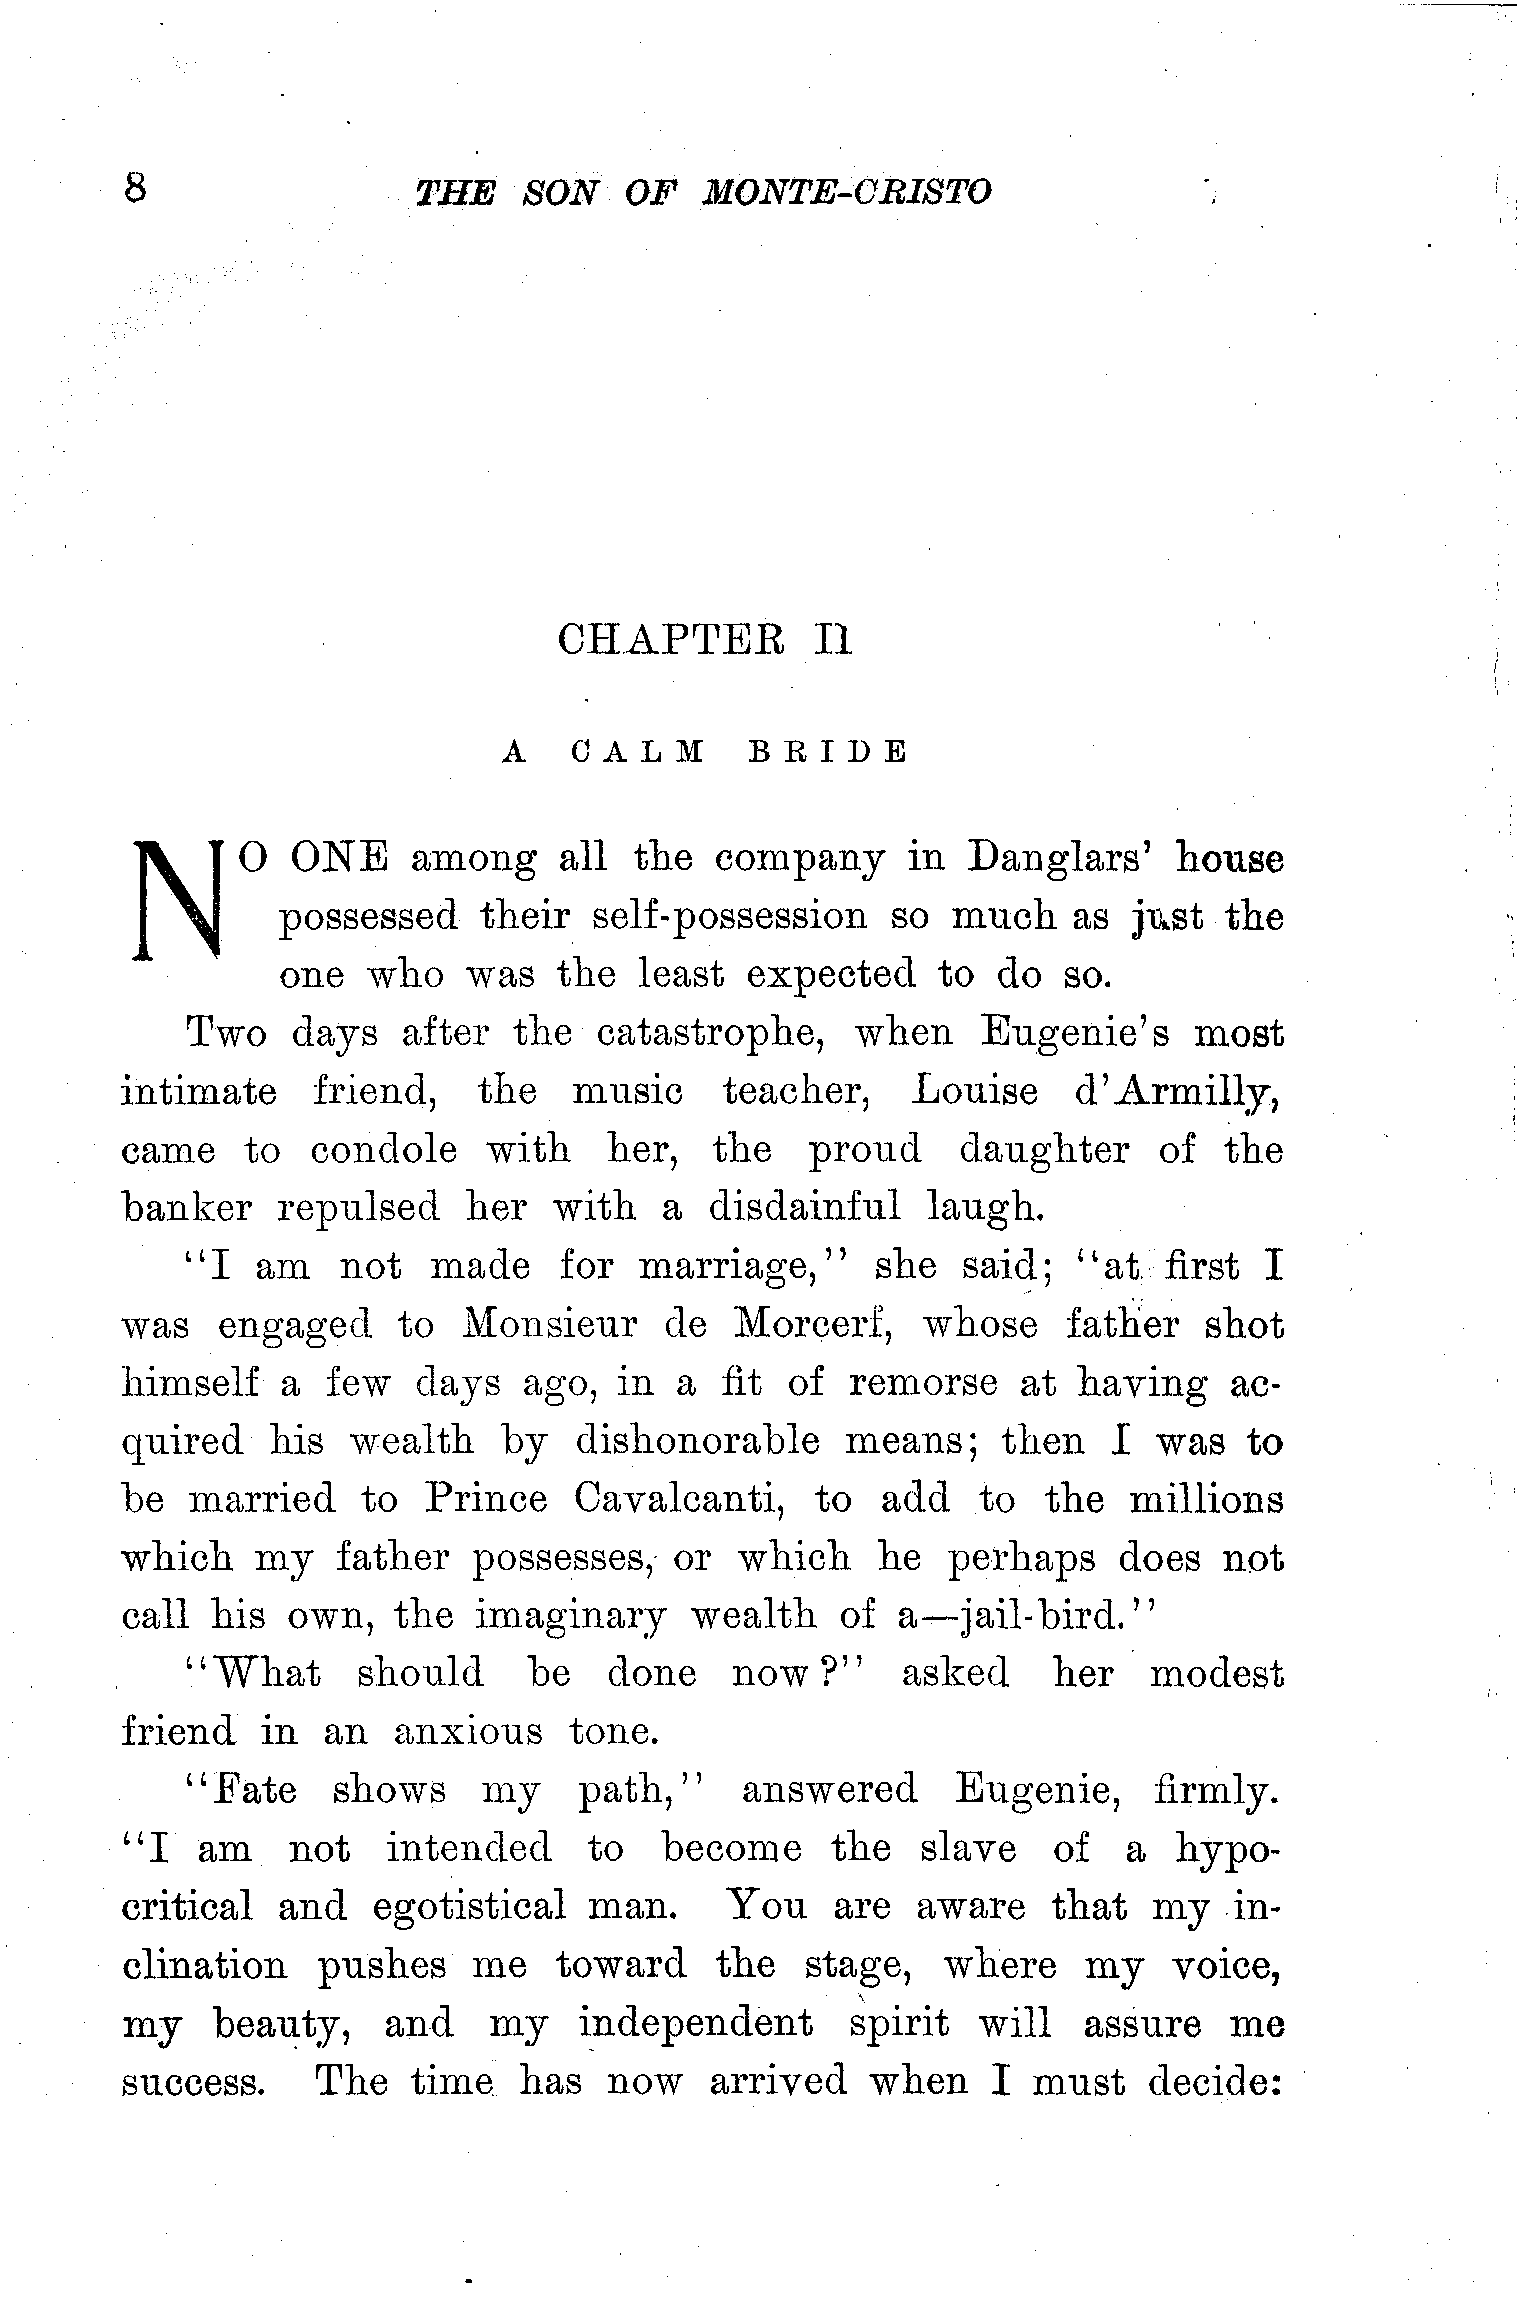 8 THE SON OF MONTE-CRISTO
CHAPTER II
A CALM BRIDE
NO ONE among all the company in Danglars' house
possessed their self-possession so much as just the
one who was the least expected to do so.
Two days after the catastrophe, when Eugenie's most
intimate friend, the music teacher, Louise d'Armilly,
came to condole with her, the proud daughter of the
banker repulsed her with a disdainful laugh.
"I am not made for marriage," she said; "at first I
was engaged to Monsieur de Morcerf, whose father shot
himself a few days ago, in a fit of remorse at having ac-
quired his wealth by dishonorable means; then I was to
be married to Prince Cavalcanti, to add to the millions
which my father possesses, or which he perhaps does not
call his own, the imaginary wealth of a—jail-bird."
"What should be done now?" asked her modest
friend in an anxious tone.
"Fate shows my path," answered Eugenie, firmly.
"I am not intended to become the slave of a hypo-
critical and egotistical man. You are aware that my in-
clination pushes me toward the stage, where my voice,
my beauty, and my independent spirit will assure me
success. The time has now arrived when I must decide: